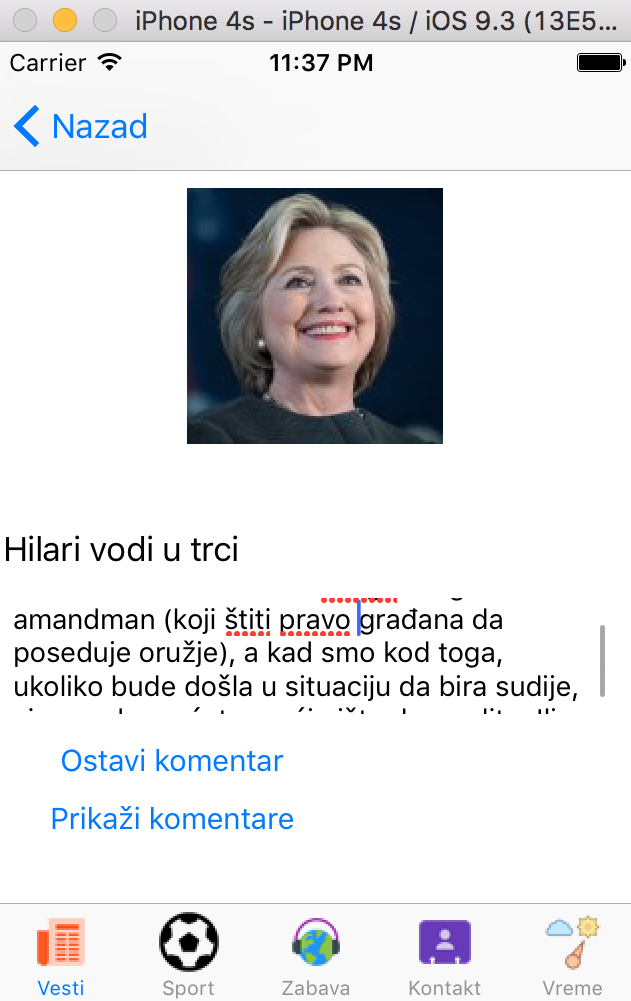 iPhone 4s - iPhone 4s / iOS 9.3 (13E5...
Carrier 11:37 PM
Nazad
Hilari vodi u trci
amandman (koji štiti pravo građana da
poseduje oružje), a kad smo kod toga,
ukoliko bude došla u situaciju da bira sudije,
Ostavi komentar
Prikaži komentare
Vesti Sport Zabava Kontakt Vreme